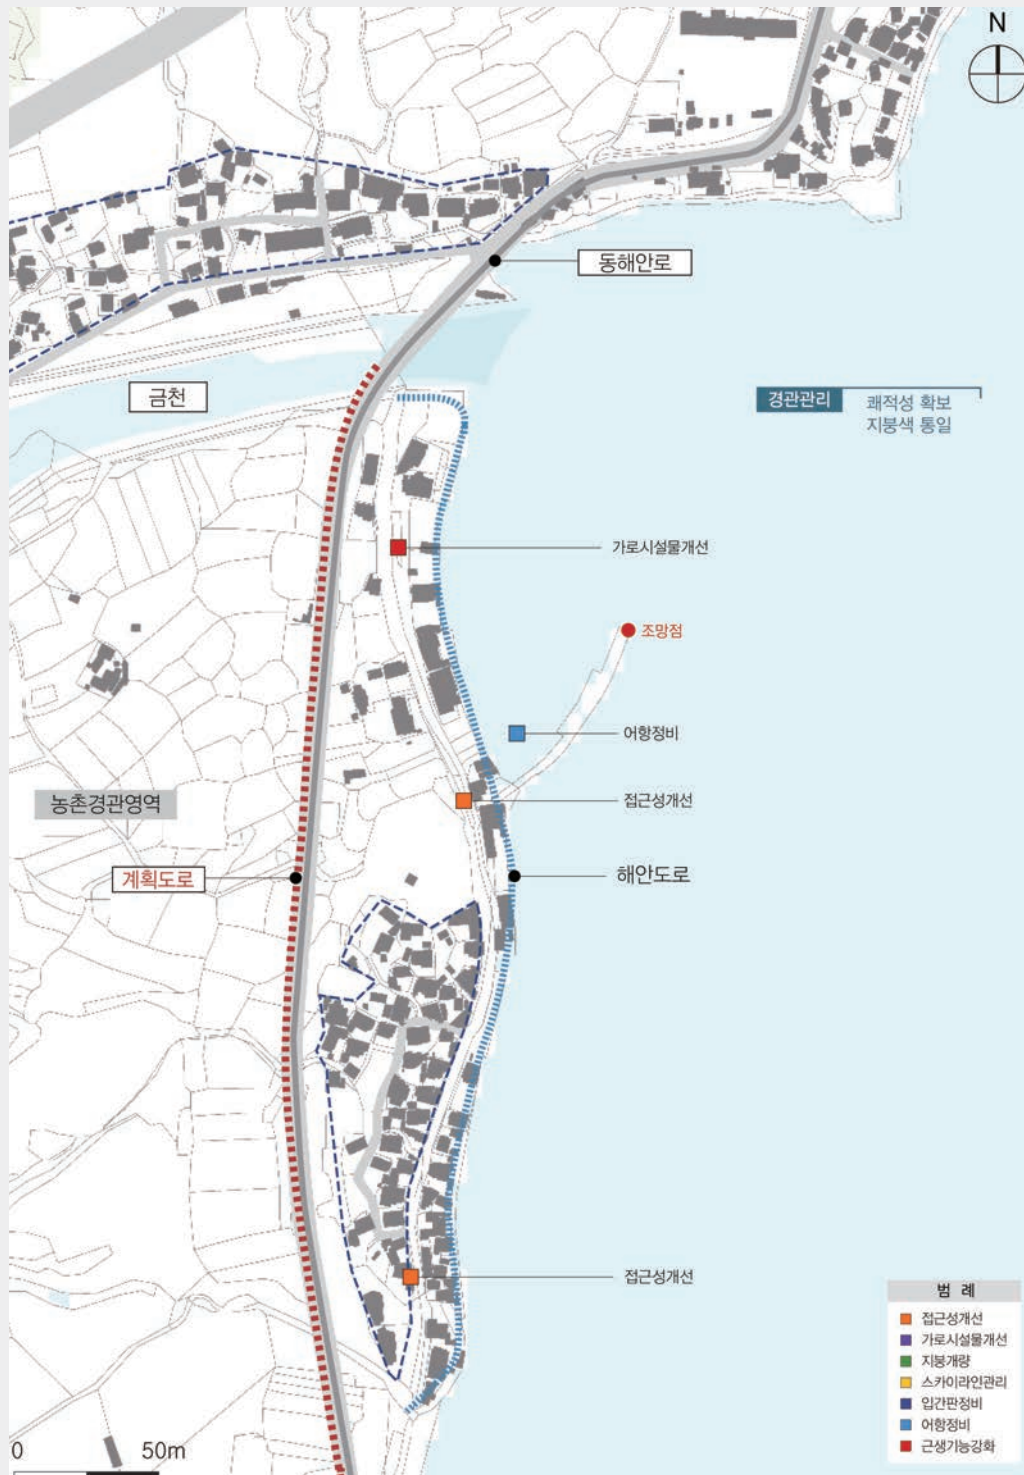 N
동해안로
금천
경관관리
쾌적성 확보
지붕색 통일
가로시설물개선
조망점
어항정비
접근성개선
농촌경관영역
계획도로
해안도로
접근성개선
범 례
접근성개선
가로시설물개선
지붕개량
스카이라인관리
입간판정비
어항정비
근생기능강화
0 50m